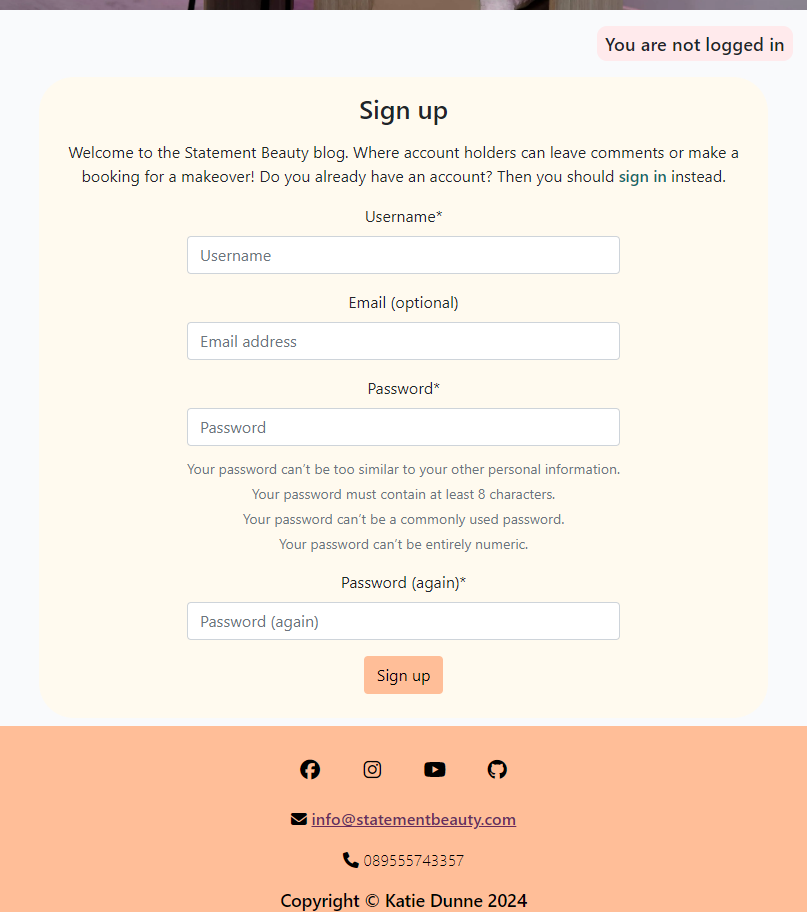 You are not logged in
Sign up
Welcome to the Statement Beauty blog. Where account holders can leave comments or make a
booking for a makeover! Do you already have an account? Then you should sign in instead.
Username*
Username
Email (optional)
Email address
Password*
Password
Your password can’t be too similar to your other personal information.
Your password must contain at least 8 characters.
Your password can’t be a commonly used password.
Your password can’t be entirely numeric.
Password (again)*
Password (again)
Sign up
info@statementbeauty.com
089555743357
Copyright © Katie Dunne 2024